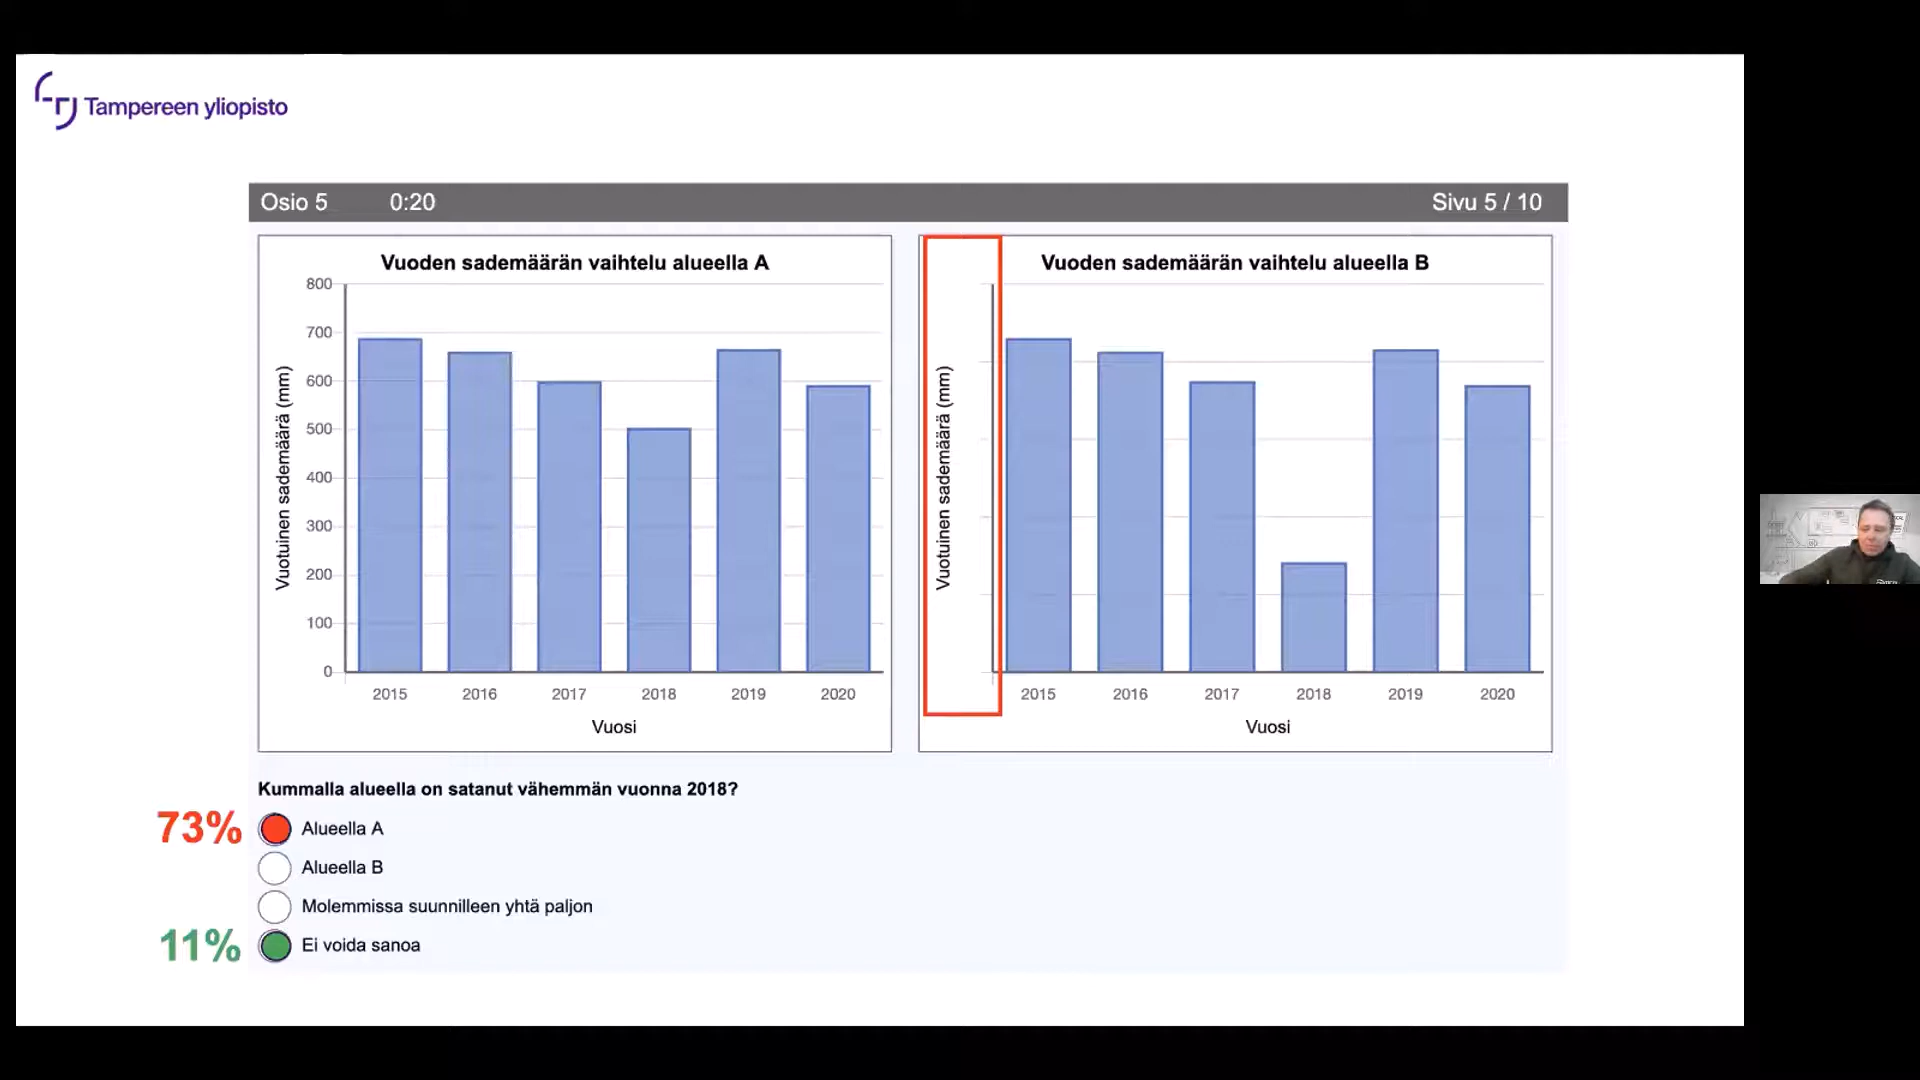 Tampereen yliopisto
Osio 5 0:20 Sivu 5 / 10
Vuoden sademäärän vaihtelu alueella A
800
700
600
500
400
300
200
100
0
Vuotuinen sademäärä (mm)
2015 2016 2017 2018 2019 2020
Vuosi
Vuoden sademäärän vaihtelu alueella B
Vuotuinen sademäärä (mm)
2015 2016 2017 2018 2019 2020
Vuosi
Kummalla alueella on satanut vähemmän vuonna 2018?
73% Alueella A
Alueella B
Molemmissa suunnilleen yhtä paljon
11% Ei voida sanoa